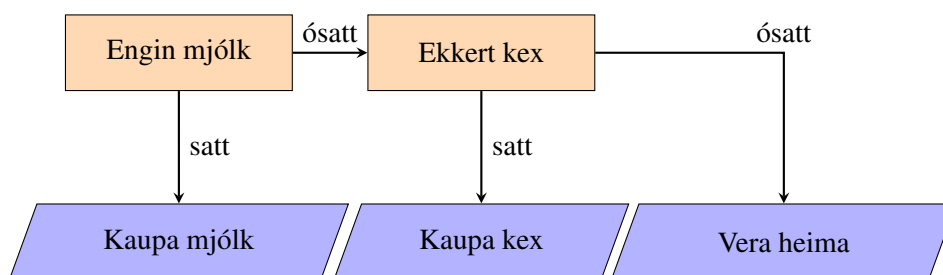 Engin mjólk
ósatt
Ekkert kex
ósatt
satt
satt
Kaupa mjólk
Kaupa kex
Vera heima